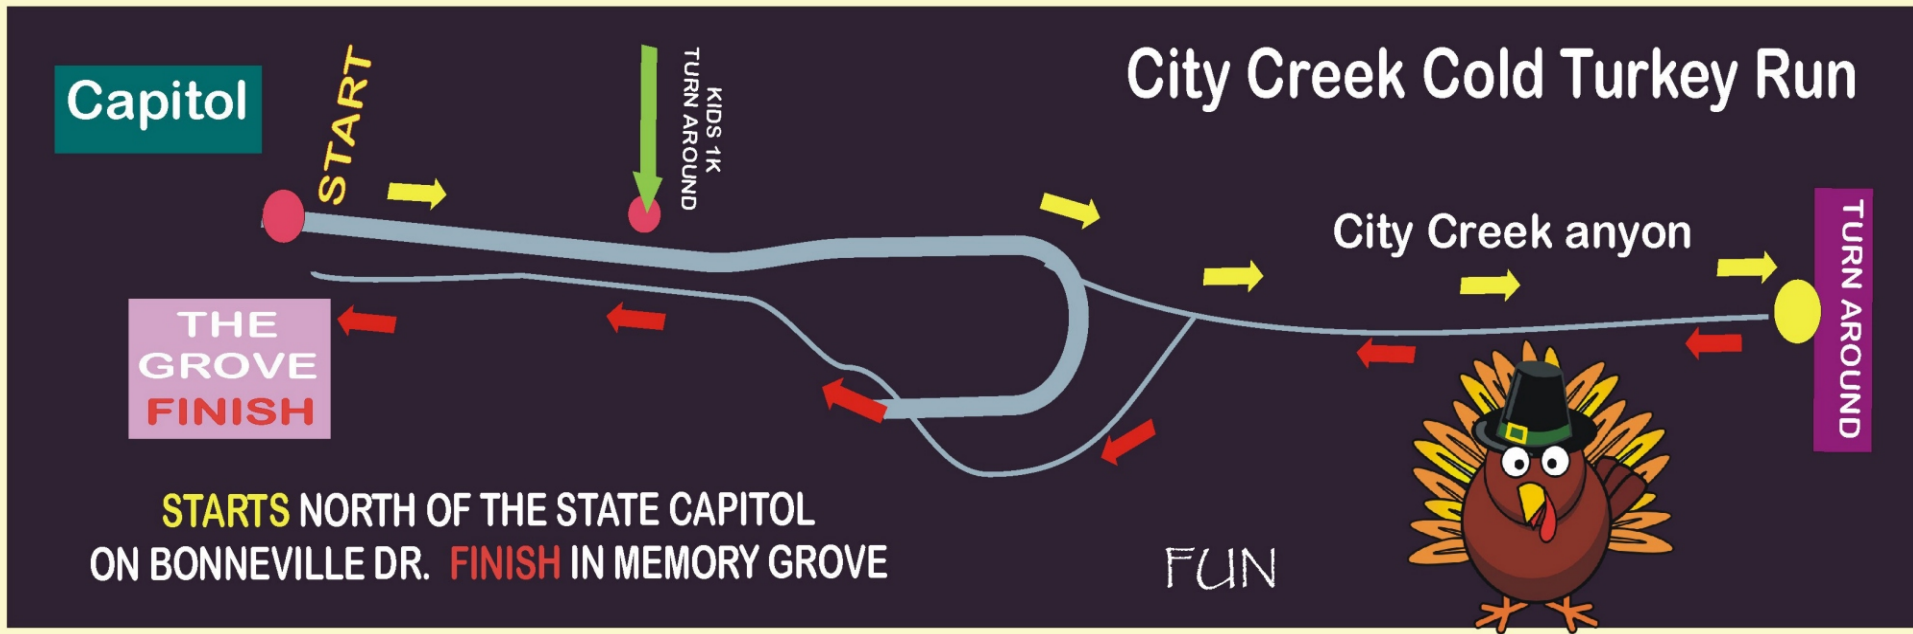 City Creek Cold Turkey Run
Capitol
START
KIDS 1K
TURN AROUND
City Creek anyon
TURN AROUND
THE
GROVE
FINISH
STARTS NORTH OF THE STATE CAPITOL
ON BONNEVILLE DR. FINISH IN MEMORY GROVE
FUN